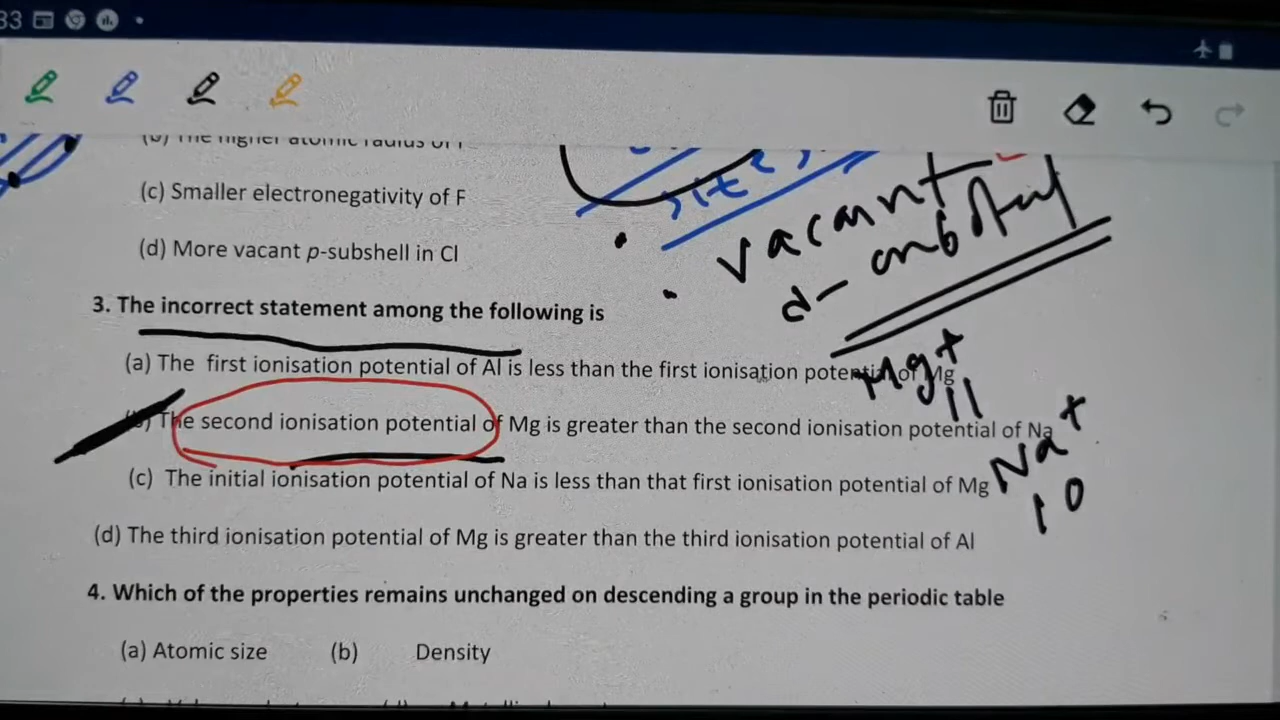 33
(c) Smaller electronegativity of F
(d) More vacant p-subshell in Cl
vacant
d- orbital
3. The incorrect statement among the following is
(a) The first ionisation potential of Al is less than the first ionisation potential of Mg
Mg+
11
(b) The second ionisation potential of Mg is greater than the second ionisation potential of Na
Na+
10
(c) The initial ionisation potential of Na is less than that first ionisation potential of Mg
(d) The third ionisation potential of Mg is greater than the third ionisation potential of Al
4. Which of the properties remains unchanged on descending a group in the periodic table
(a) Atomic size (b) Density